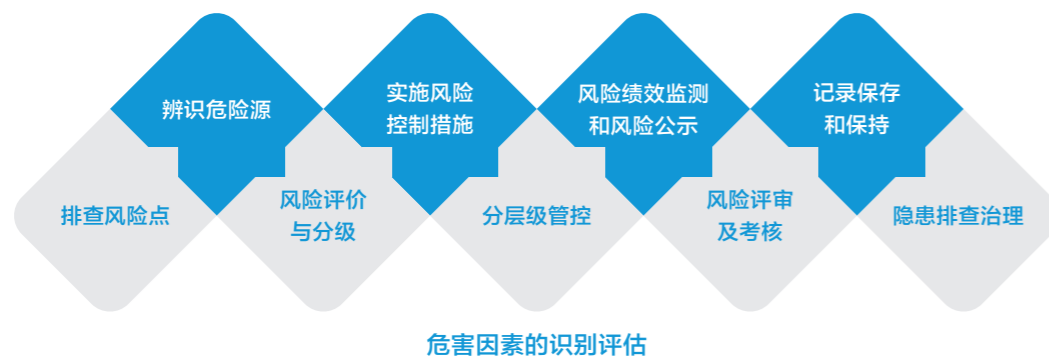 辨识危险源
实施风险
控制措施
风险绩效监测
和风险公示
记录保存
和保持
排查风险点
风险评价
与分级
分层级管控
风险评审
及考核
隐患排查治理
危害因素的识别评估